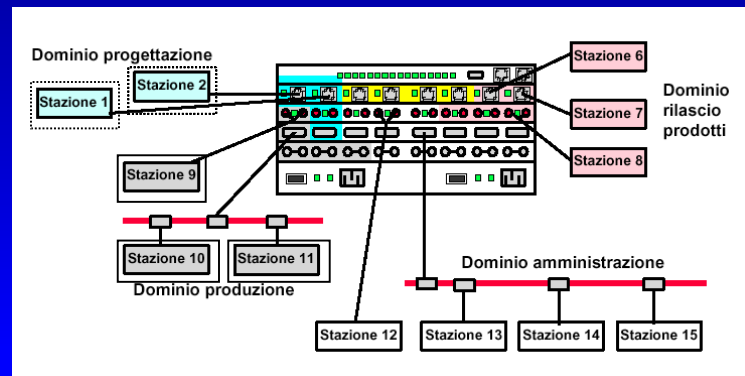 Dominio progettazione
Stazione 2
Stazione 1
Stazione 6
Stazione 7
Stazione 8
Dominio
rilascio
prodotti
Stazione 9
Stazione 10
Stazione 11
Dominio produzione
Dominio amministrazione
Stazione 12
Stazione 13
Stazione 14
Stazione 15